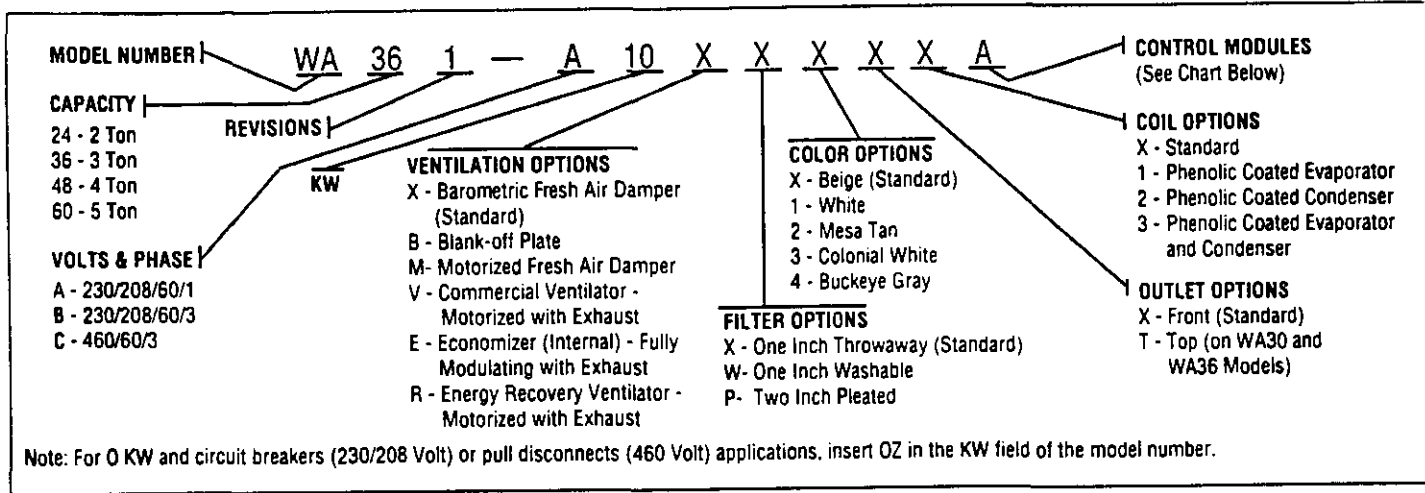 MODEL NUMBER WA 36 1 — A 10 X X X X X A CONTROL MODULES
(See Chart Below)
CAPACITY
24 - 2 Ton
36 - 3 Ton
48 - 4 Ton
60 - 5 Ton
REVISIONS
KW
VOLTS & PHASE
A - 230/208/60/1
B - 230/208/60/3
C - 460/60/3
VENTILATION OPTIONS
X - Barometric Fresh Air Damper
(Standard)
B - Blank-off Plate
M- Motorized Fresh Air Damper
V - Commercial Ventilator -
Motorized with Exhaust
E - Economizer (Internal) - Fully
Modulating with Exhaust
R - Energy Recovery Ventilator -
Motorized with Exhaust
COLOR OPTIONS
X - Beige (Standard)
1 - White
2 - Mesa Tan
3 - Colonial White
4 - Buckeye Gray
FILTER OPTIONS
X - One Inch Throwaway (Standard)
W- One Inch Washable
P- Two Inch Pleated
COIL OPTIONS
X - Standard
1 - Phenolic Coated Evaporator
2 - Phenolic Coated Condenser
3 - Phenolic Coated Evaporator
and Condenser
OUTLET OPTIONS
X - Front (Standard)
T - Top (on WA30 and
WA36 Models)
Note: For O KW and circuit breakers (230/208 Volt) or pull disconnects (460 Volt) applications, insert OZ in the KW field of the model number.